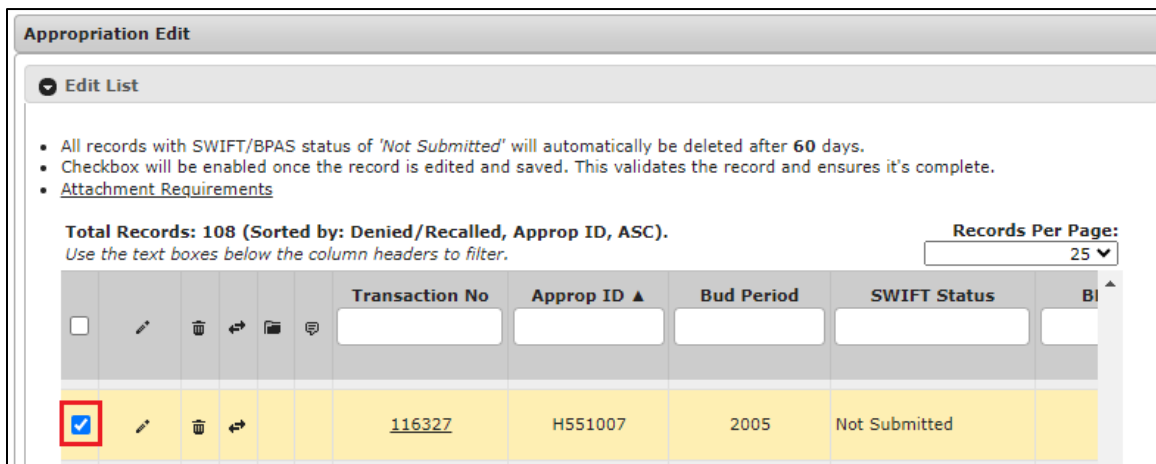 Appropriation Edit
Edit List
All records with SWIFT/BPAS status of 'Not Submitted' will automatically be deleted after 60 days.
Checkbox will be enabled once the record is edited and saved. This validates the record and ensures it's complete.
Attachment Requirements
Total Records: 108 (Sorted by: Denied/Recalled, Approp ID, ASC).
Records Per Page:
Use the text boxes below the column headers to filter.
25
Transaction No Approp ID ▲ Bud Period SWIFT Status
116327 H551007 2005 Not Submitted